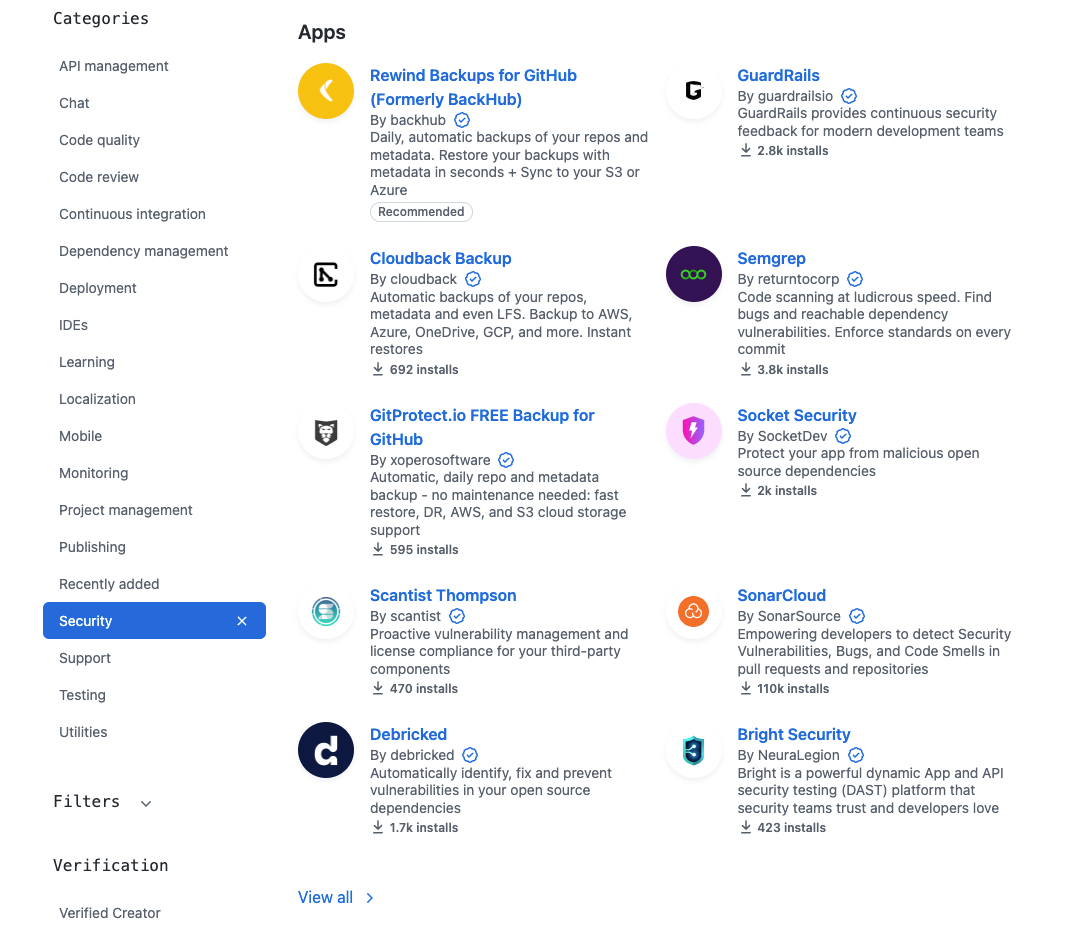 Categories
API management
Chat
Code quality
Code review
Continuous integration
Dependency management
Deployment
IDEs
Learning
Localization
Mobile
Monitoring
Project management
Publishing
Recently added
Security
Support
Testing
Utilities
Filters
Verification
Verified Creator
Apps
Rewind Backups for GitHub
(Formerly BackHub)
By backhub
Daily, automatic backups of your repos and
metadata. Restore your backups with
metadata in seconds + Sync to your S3 or
Azure
Recommended
GuardRails
By guardrailsio
GuardRails provides continuous security
feedback for modern development teams
2.8k installs
Cloudback Backup
By cloudback
Automatic backups of your repos,
metadata and even LFS. Backup to AWS,
Azure, OneDrive, GCP, and more. Instant
restores
692 installs
Semgrep
By returntocorp
Code scanning at ludicrous speed. Find
bugs and reachable dependency
vulnerabilities. Enforce standards on every
commit
3.8k installs
GitProtect.io FREE Backup for
GitHub
By xoperosoftware
Automatic, daily repo and metadata
backup - no maintenance needed: fast
restore, DR, AWS, and S3 cloud storage
support
595 installs
Socket Security
By SocketDev
Protect your app from malicious open
source dependencies
2k installs
Scantist Thompson
By scantist
Proactive vulnerability management and
license compliance for your third-party
components
470 installs
SonarCloud
By SonarSource
Empowering developers to detect Security
Vulnerabilities, Bugs, and Code Smells in
pull requests and repositories
110k installs
Debricked
By debricked
Automatically identify, fix and prevent
vulnerabilities in your open source
dependencies
1.7k installs
Bright Security
By NeuraLegion
Bright is a powerful dynamic App and API
security testing (DAST) platform that
security teams trust and developers love
423 installs
View all